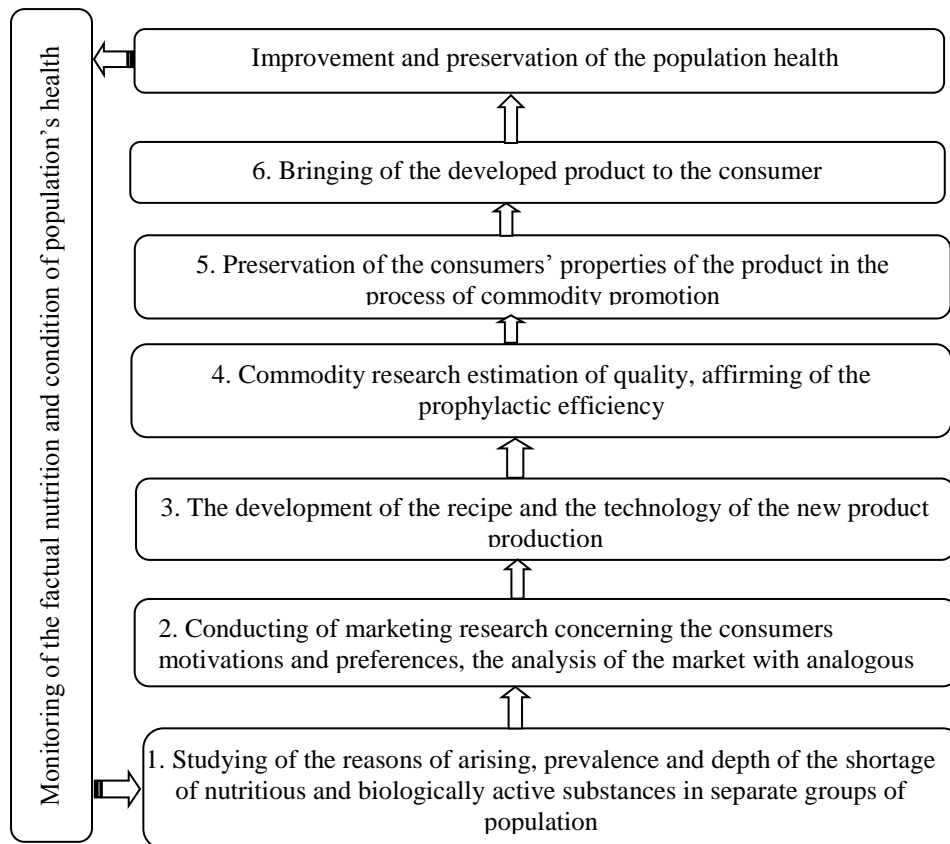 Monitoring of the factual nutrition and condition of population’s health
Improvement and preservation of the population health
6. Bringing of the developed product to the consumer
5. Preservation of the consumers’ properties of the product in the
process of commodity promotion
4. Commodity research estimation of quality, affirming of the
prophylactic efficiency
3. The development of the recipe and the technology of the new product
production
2. Conducting of marketing research concerning the consumers
motivations and preferences, the analysis of the market with analogous
1. Studying of the reasons of arising, prevalence and depth of the shortage
of nutritious and biologically active substances in separate groups of
population